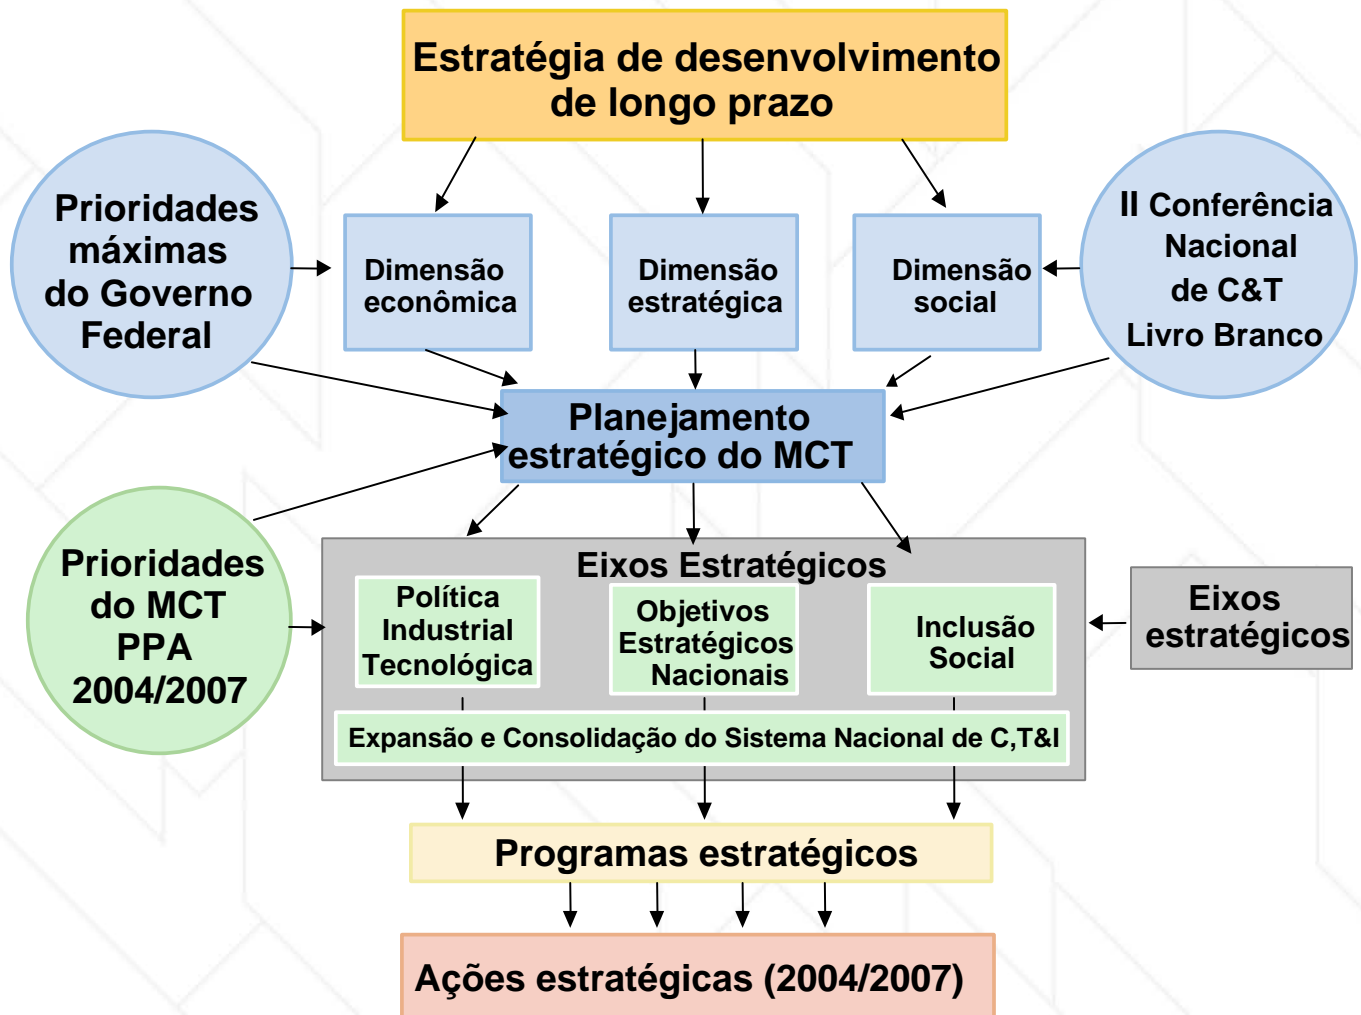 Estratégia de desenvolvimento
de longo prazo
Prioridades
máximas
do Governo
Federal
Dimensão
econômica
Dimensão
estratégica
Dimensão
social
II Conferência
Nacional
de C&T
Livro Branco
Planejamento
estratégico do MCT
Prioridades
do MCT
PPA
2004/2007
Eixos Estratégicos
Política
Industrial
Tecnológica
Objetivos
Estratégicos
Nacionais
Inclusão
Social
Eixos
estratégicos
Expansão e Consolidação do Sistema Nacional de C,T&I
Programas estratégicos
Ações estratégicas (2004/2007)